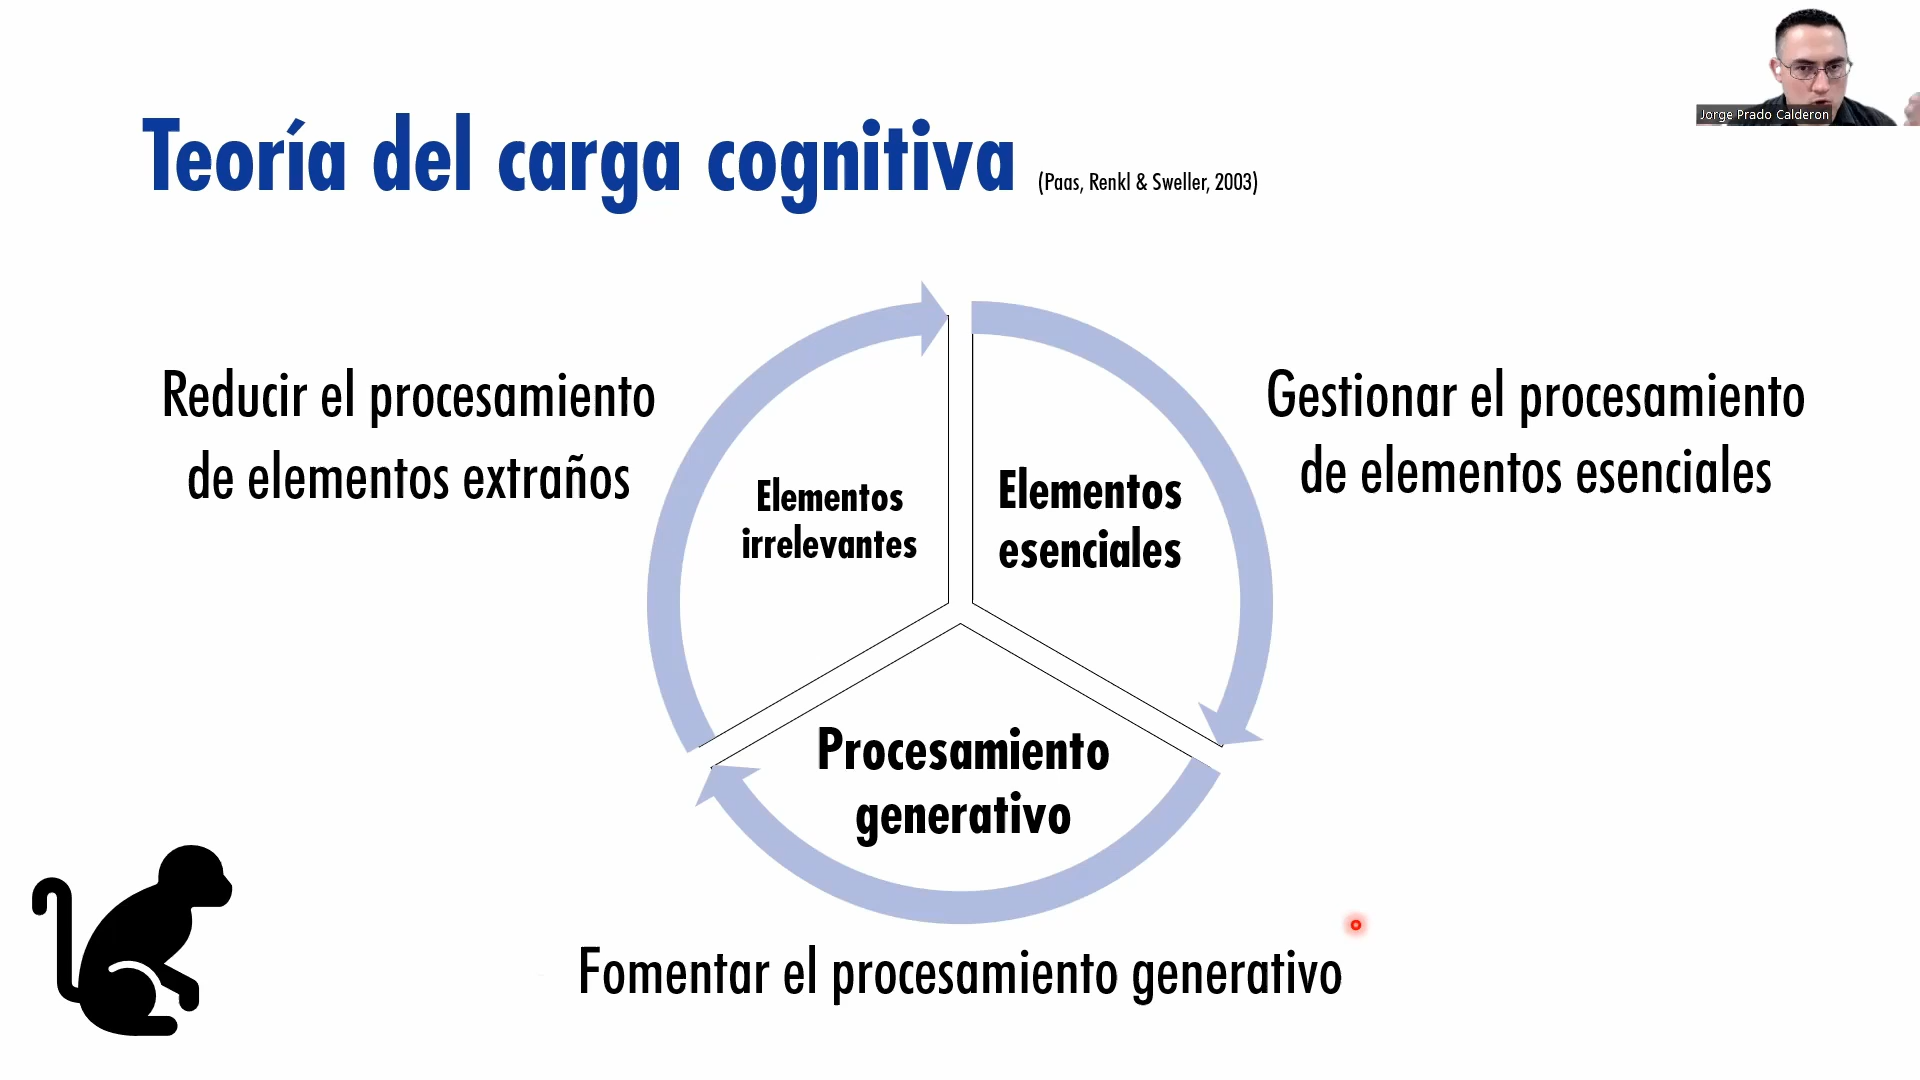 Jorge Prado Calderon
Teoría del carga cognitiva (Paas, Renkl & Sweller, 2003)
Reducir el procesamiento
de elementos extraños
Elementos
irrelevantes
Elementos
esenciales
Gestionar el procesamiento
de elementos esenciales
Procesamiento
generativo
Fomentar el procesamiento generativo